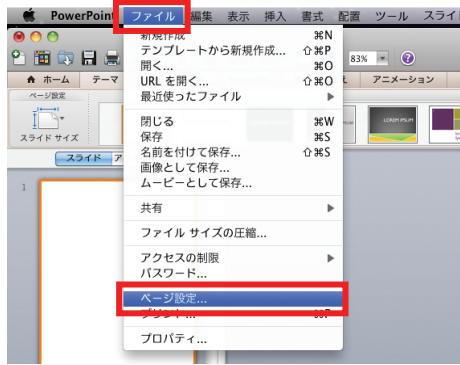 PowerPoint ファイル 編集 表示 挿入 書式 配置 ツール スライ
新規作成 ⌘N
テンプレートから新規作成... ⇧⌘P
開く... ⌘O
URL を開く... ⇧⌘O
最近使ったファイル ▶
閉じる ⌘W
保存 ⌘S
名前を付けて保存... ⇧⌘S
画像として保存...
ムービーとして保存...
共有 ▶
ファイル サイズの圧縮...
アクセスの制限 ▶
パスワード...
ページ設定...
プリント... ⌘P
プロパティ...
83%
ホーム テーマ
アニメーション
ページ設定
スライド サイズ
LOREM IPSUM
スライド ア
1